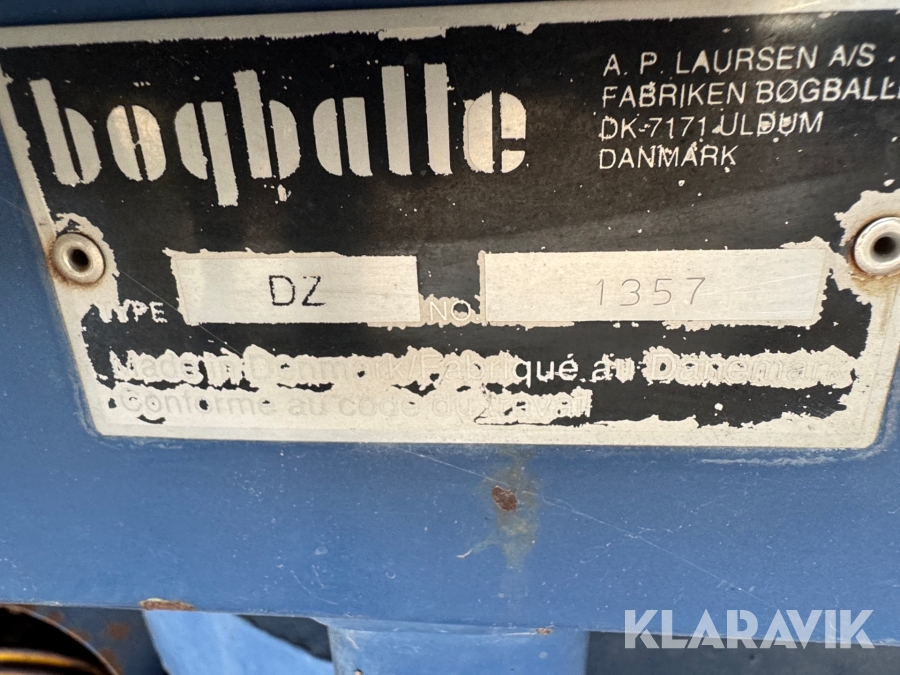 bogballe
A. P. LAURSEN A/S
FABRIKEN BØGBALLE
DK-7171 ULDUM
DANMARK
TYPE DZ NO. 1357
Made in Denmark/Fabriqué au Danemark
Conforme au code du travail
KLARAVIK